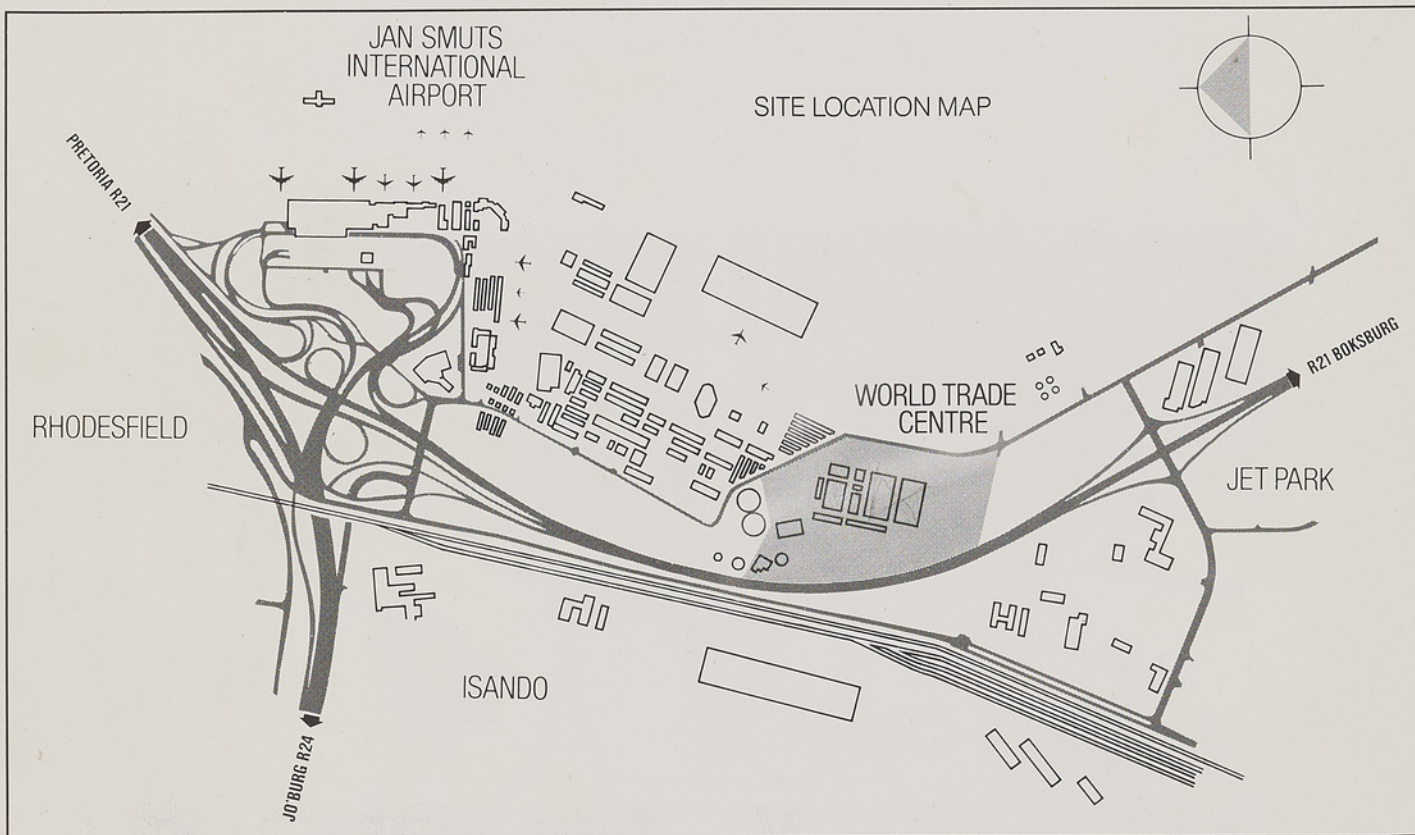 JAN SMUTS
INTERNATIONAL
AIRPORT
SITE LOCATION MAP
PRETORIA R21
R21 BOKSBURG
WORLD TRADE
CENTRE
RHODESFIELD
JET PARK
ISANDO
JO'BURG R24